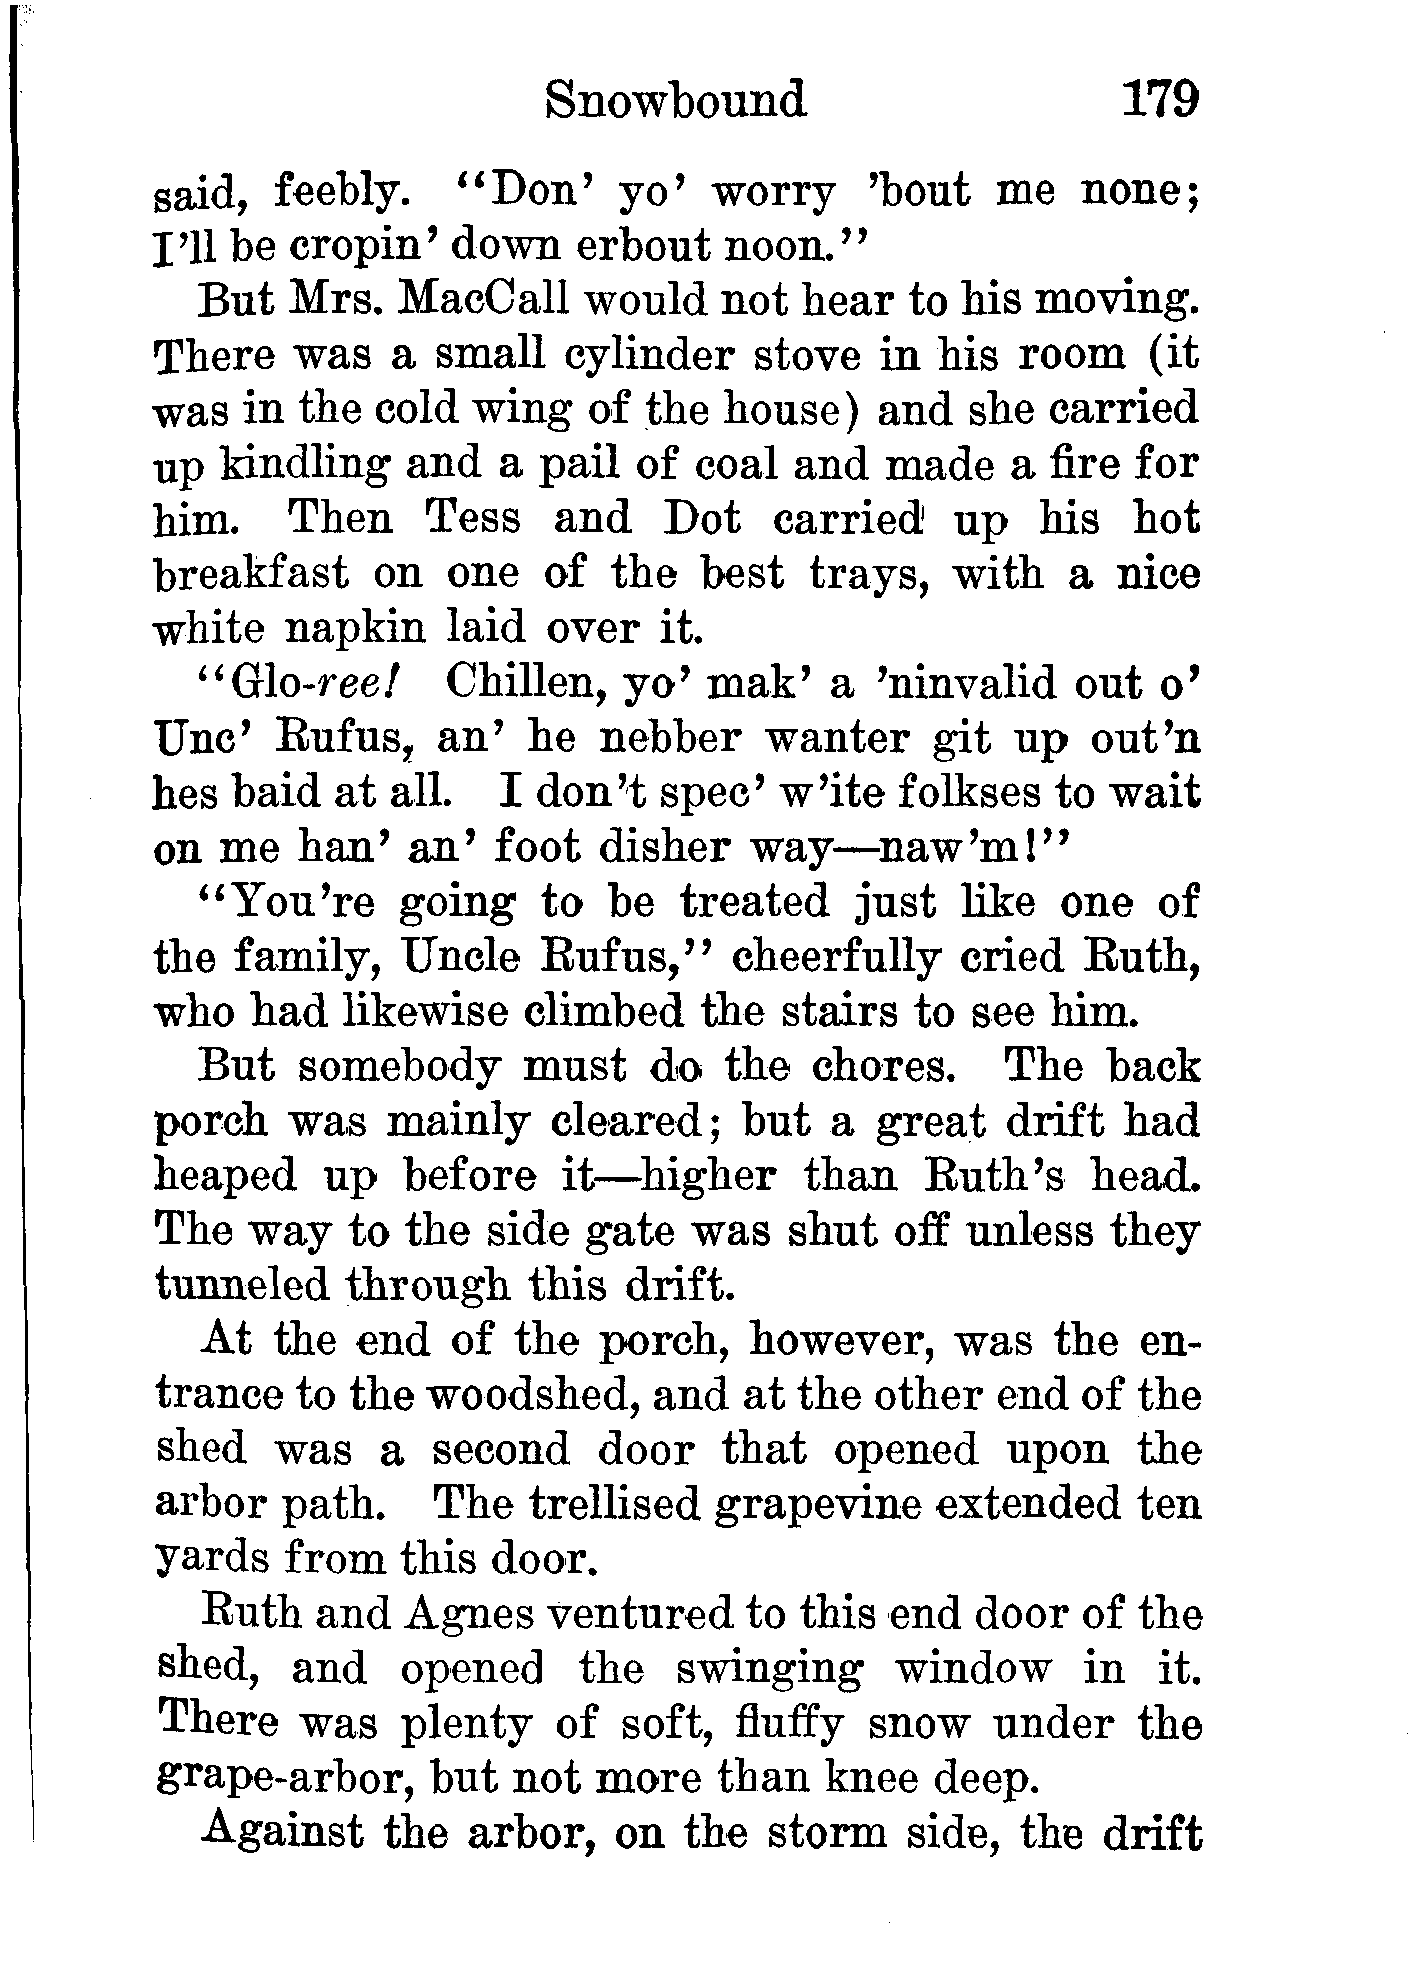 Snowbound 179
said, feebly. "Don' yo' worry 'bout me none;
I'll be cropin' down erbout noon."
But Mrs. MacCall would not hear to his moving.
There was a small cylinder stove in his room (it
was in the cold wing of the house) and she carried
up kindling and a pail of coal and made a fire for
him. Then Tess and Dot carried up his hot
breakfast on one of the best trays, with a nice
white napkin laid over it.
"Glo-ree! Chillen, yo' mak' a 'ninvalid out o'
Unc' Rufus, an' he nebber wanter git up out'n
hes baid at all. I don't spec' w'ite folkses to wait
on me han' an' foot disher way—naw'm!"
"You're going to be treated just like one of
the family, Uncle Rufus," cheerfully cried Ruth,
who had likewise climbed the stairs to see him.
But somebody must do the chores. The back
porch was mainly cleared; but a great drift had
heaped up before it—higher than Ruth's head.
The way to the side gate was shut off unless they
tunneled through this drift.
At the end of the porch, however, was the en-
trance to the woodshed, and at the other end of the
shed was a second door that opened upon the
arbor path. The trellised grapevine extended ten
yards from this door.
Ruth and Agnes ventured to this end door of the
shed, and opened the swinging window in it.
There was plenty of soft, fluffy snow under the
grape-arbor, but not more than knee deep.
Against the arbor, on the storm side, the drift